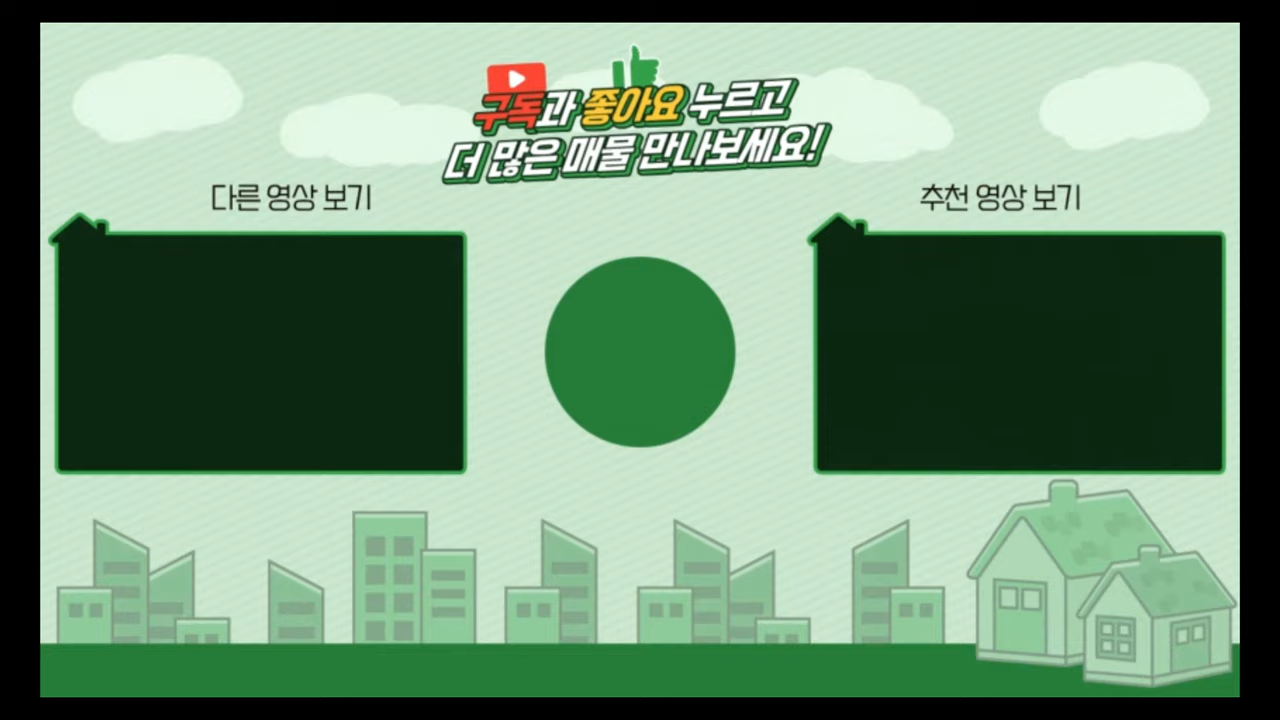 구독과 좋아요 누르고
더 많은 매물 만나보세요!
다른 영상 보기
추천 영상 보기